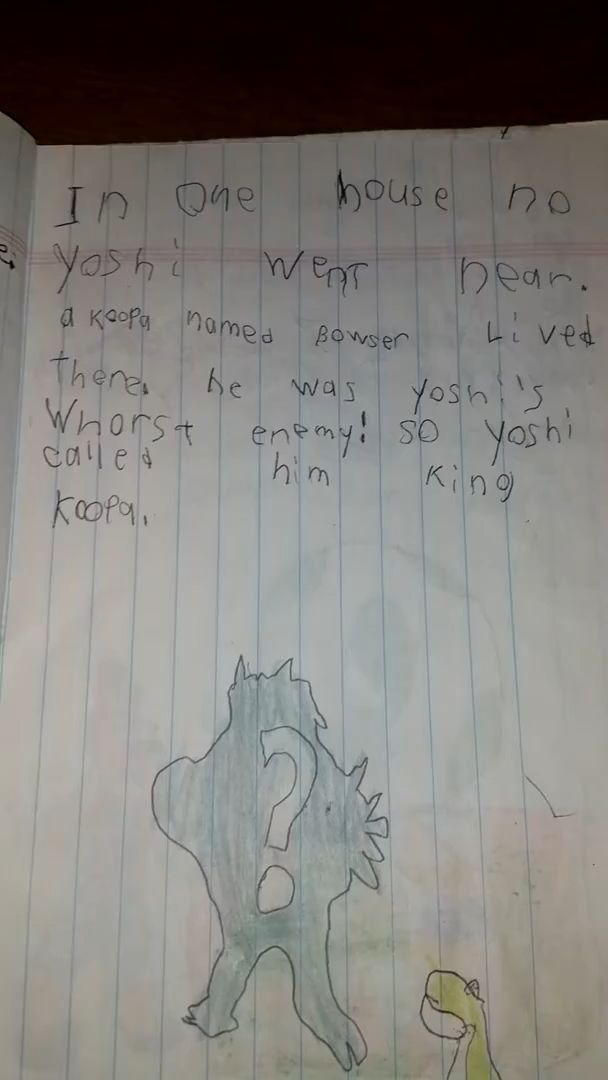 In One house no
Yoshi went near.
a Koopa named Bowser Lived
there. he was Yoshi's
Whorst enemy! so Yoshi
called him King
Koopa.
?